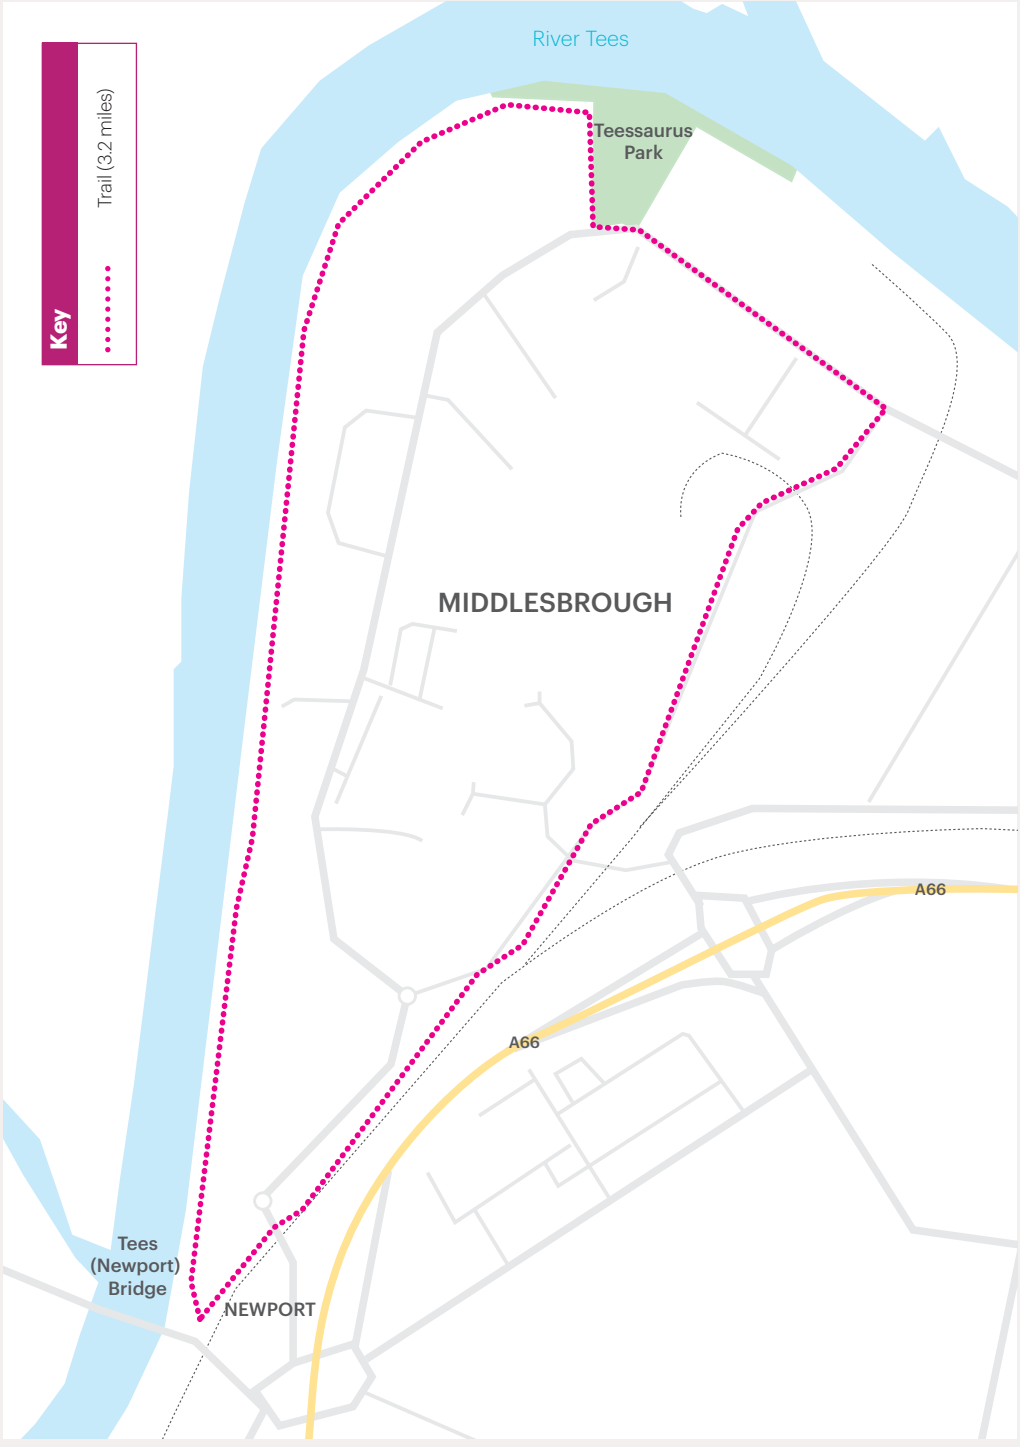 River Tees
Key
Trail (3.2 miles)
Teessaurus
Park
MIDDLESBROUGH
A66
A66
Tees
(Newport)
Bridge
NEWPORT